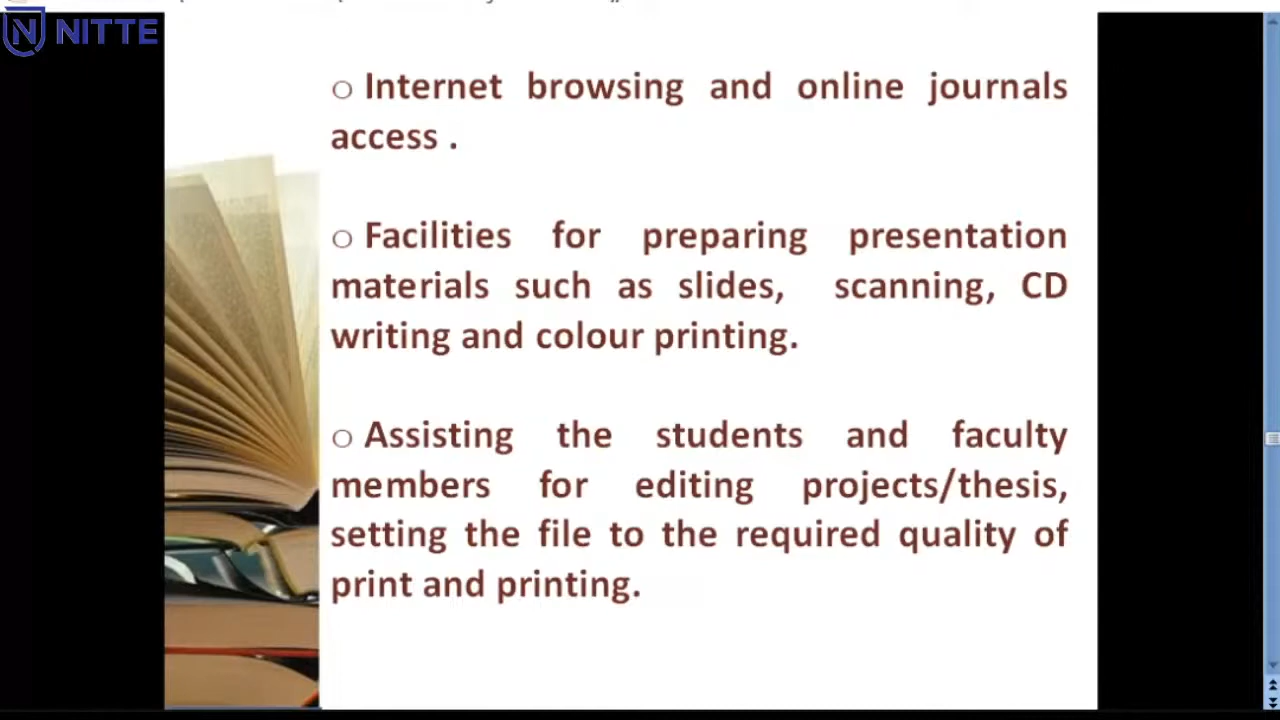 NITTE
o Internet browsing and online journals
access .
o Facilities for preparing presentation
materials such as slides, scanning, CD
writing and colour printing.
o Assisting the students and faculty
members for editing projects/thesis,
setting the file to the required quality of
print and printing.